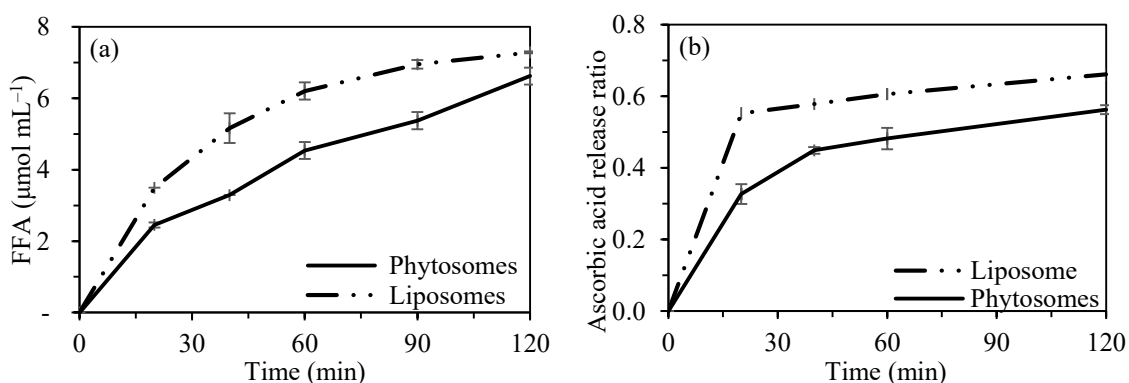 (a)
FFA (μmol mL⁻¹)
8
6
4
2
-
0 30 60 90 120
Time (min)
Phytosomes
Liposomes
(b)
Ascorbic acid release ratio
0.8
0.6
0.4
0.2
0.0
0 30 60 90 120
Time (min)
Liposome
Phytosomes